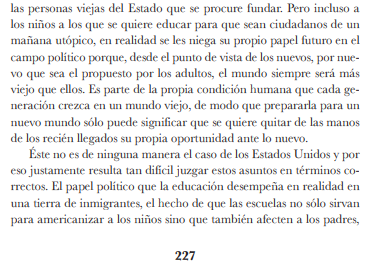 las personas viejas del Estado que se procure fundar. Pero incluso a
los niños a los que se quiere educar para que sean ciudadanos de un
mañana utópico, en realidad se les niega su propio papel futuro en el
campo político porque, desde el punto de vista de los nuevos, por nue-
vo que sea el propuesto por los adultos, el mundo siempre será más
viejo que ellos. Es parte de la propia condición humana que cada ge-
neración crezca en un mundo viejo, de modo que prepararla para un
nuevo mundo sólo puede significar que se quiere quitar de las manos
de los recién llegados su propia oportunidad ante lo nuevo.
Éste no es de ninguna manera el caso de los Estados Unidos y por
eso justamente resulta tan difícil juzgar estos asuntos en términos co-
rrectos. El papel político que la educación desempeña en realidad en
una tierra de inmigrantes, el hecho de que las escuelas no sólo sirvan
para americanizar a los niños sino que también afecten a los padres,
227